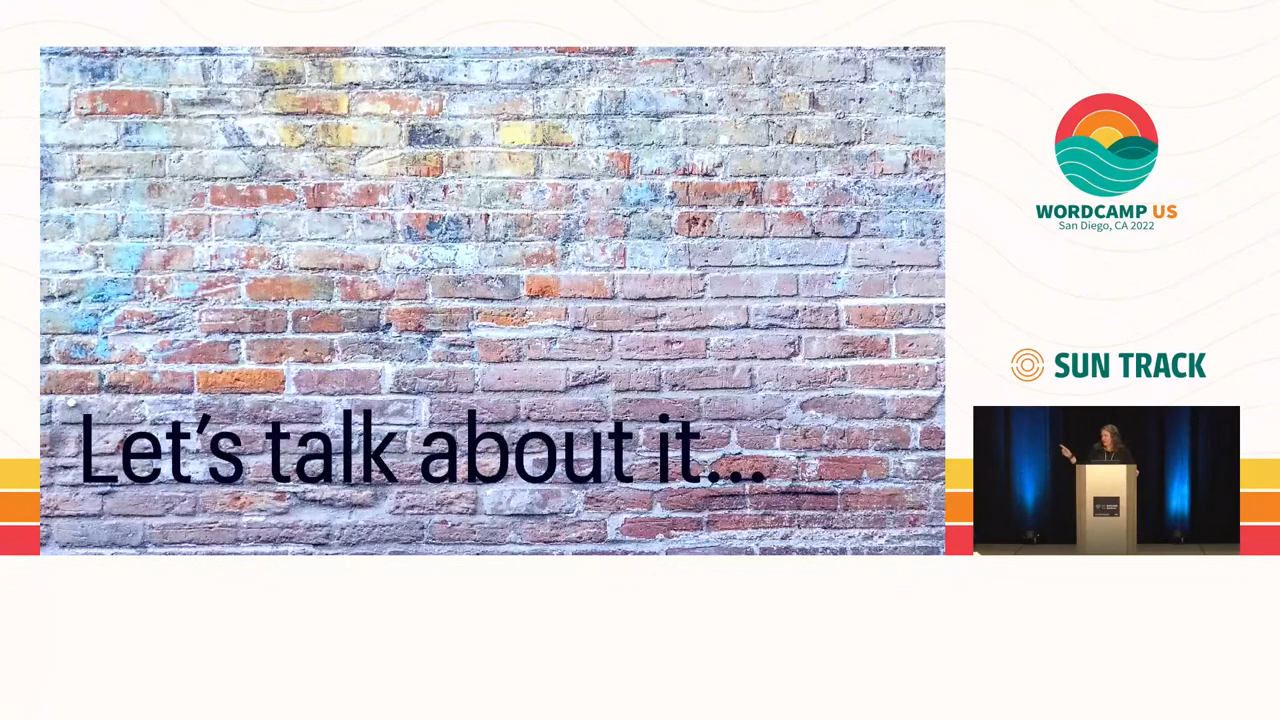 WORDCAMP US
San Diego, CA 2022
SUN TRACK
Let's talk about it...